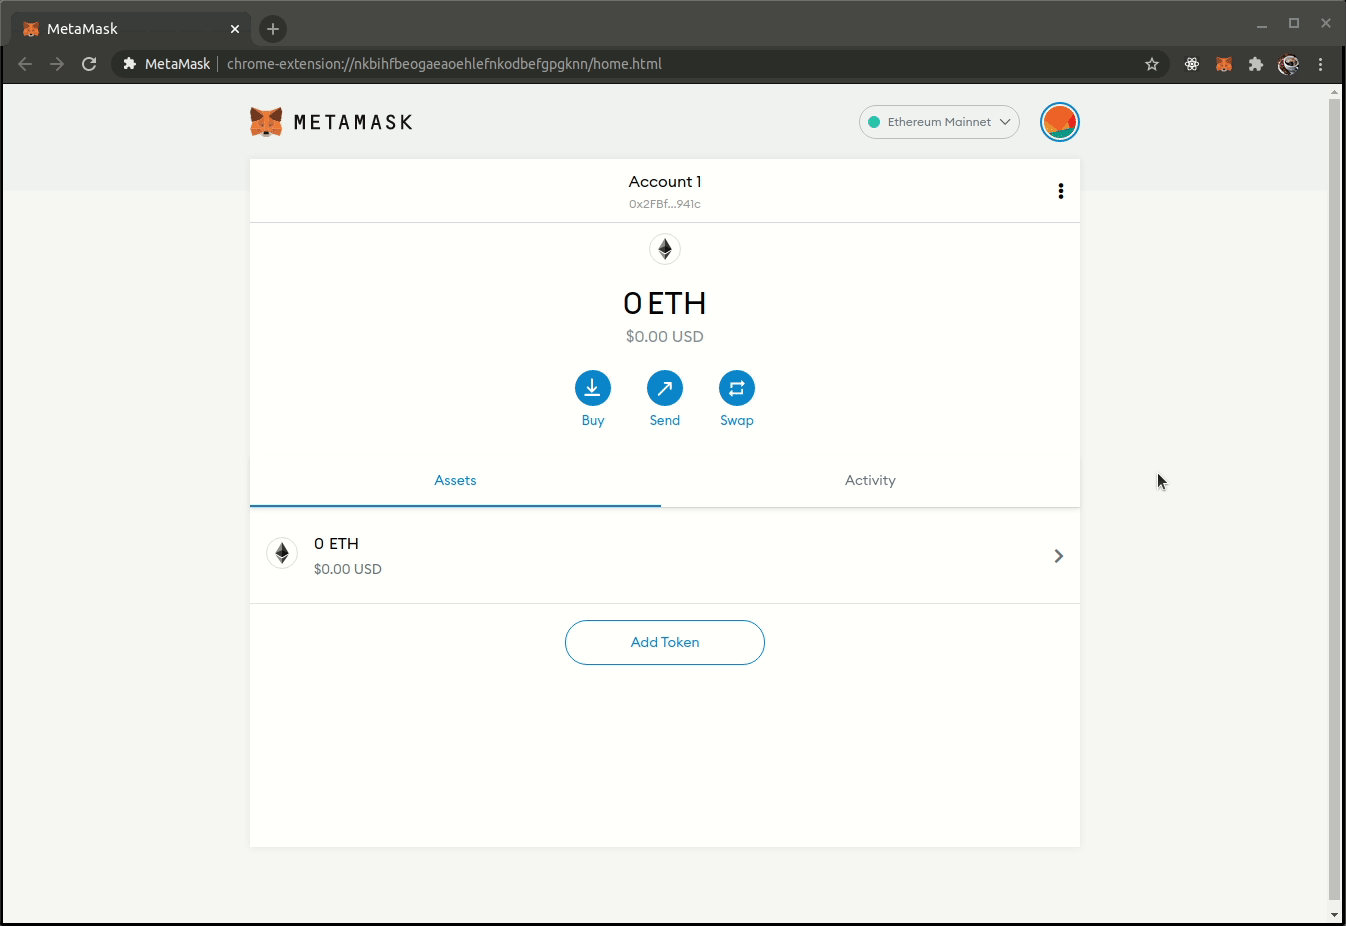 MetaMask
MetaMask | chrome-extension://nkbihfbeogaeaoehlefnkodbefgpgknn/home.html
METAMASK
Ethereum Mainnet
Account 1
0x2FBf...941c
0 ETH
$0.00 USD
Buy Send Swap
Assets Activity
0 ETH
$0.00 USD
Add Token